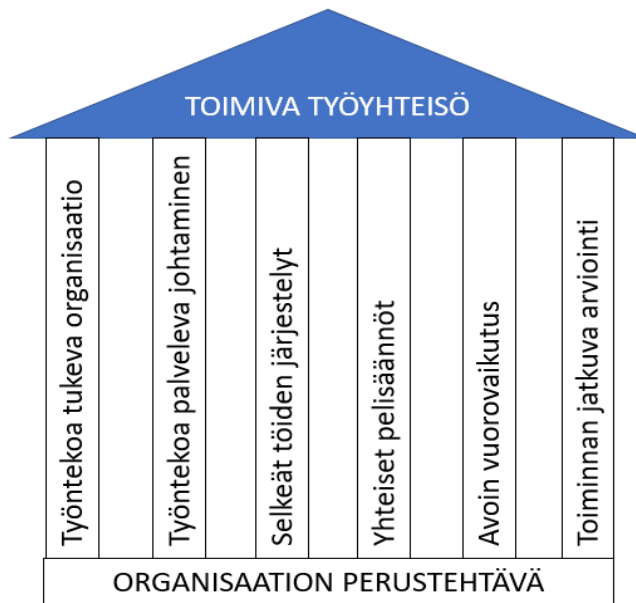 TOIMIVA TYÖYHTEISÖ
Työntekoa tukeva organisaatio
Työntekoa palveleva johtaminen
Selkeät töiden järjestelyt
Yhteiset pelisäännöt
Avoin vuorovaikutus
Toiminnan jatkuva arviointi
ORGANISAATION PERUSTEHTÄVÄ